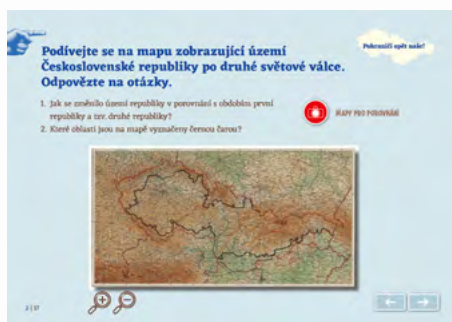 Podívejte se na mapu zobrazující území
Československé republiky po druhé světové válce.
Odpovězte na otázky.
Pohraničí opět naše!
1. Jak se změnilo území republiky v porovnání s obdobím první
republiky a tzv. druhé republiky?
2. Které oblasti jsou na mapě vyznačeny černou čarou?
MAPY PRO POROVNÁNÍ